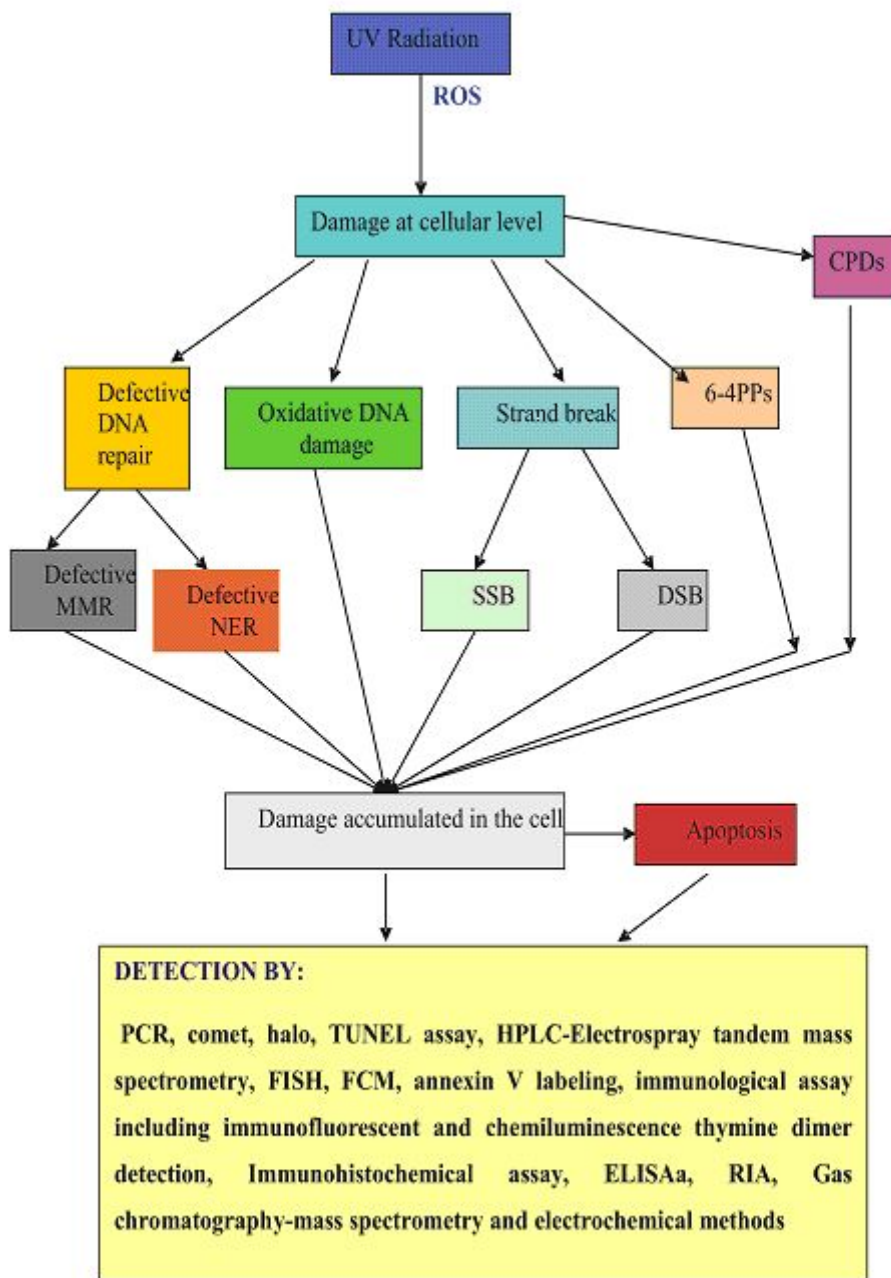 UV Radiation
ROS
Damage at cellular level
CPDs
Defective
DNA
repair
Oxidative DNA
damage
Strand break
6-4PPs
Defective
MMR
Defective
NER
SSB
DSB
Damage accumulated in the cell
Apoptosis
DETECTION BY:
PCR, comet, halo, TUNEL assay, HPLC-Electrospray tandem mass
spectrometry, FISH, FCM, annexin V labeling, immunological assay
including immunofluorescent and chemiluminescence thymine dimer
detection, Immunohistochemical assay, ELISAa, RIA, Gas
chromatography-mass spectrometry and electrochemical methods